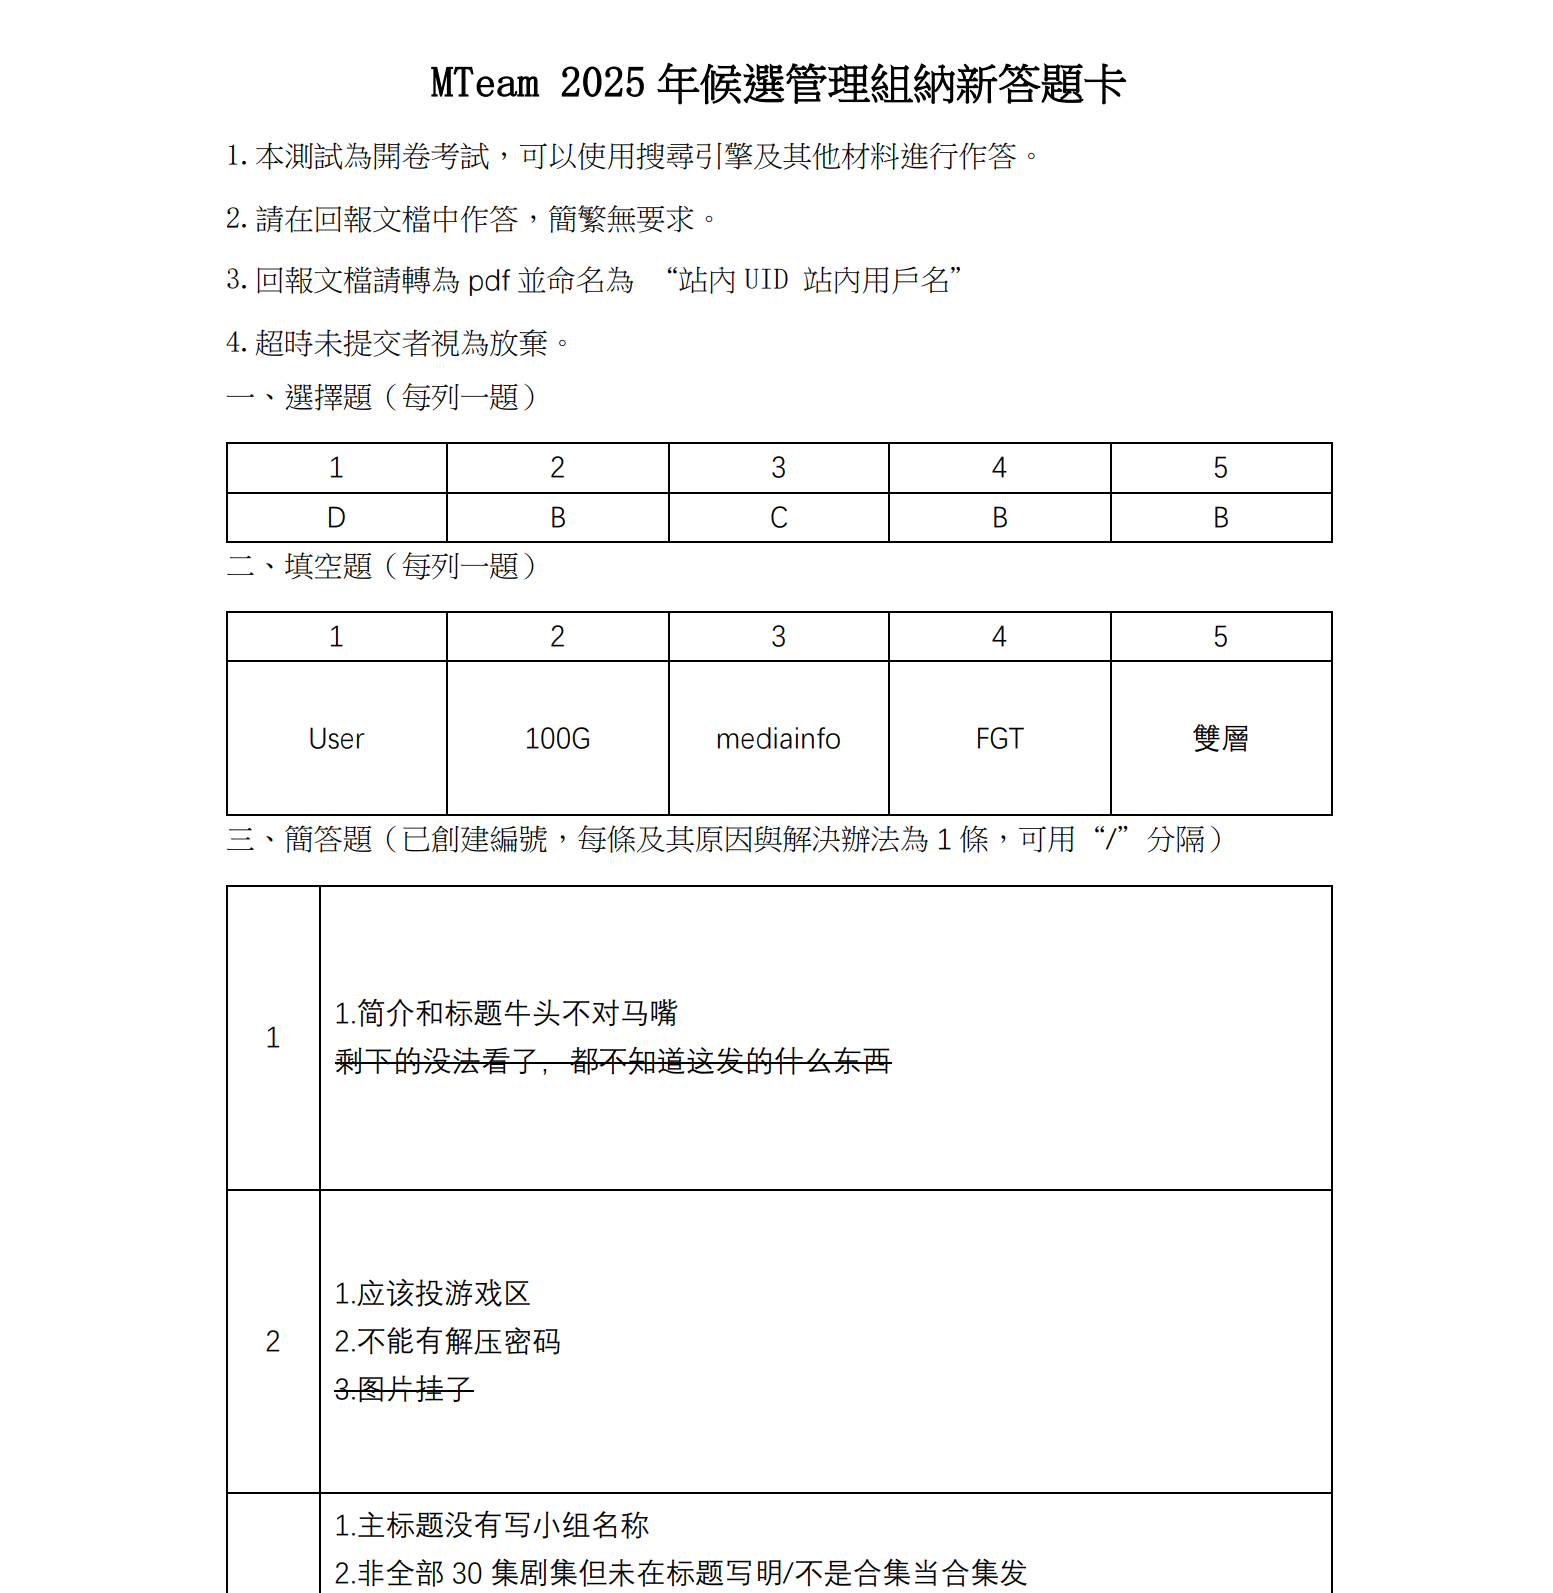 MTeam 2025 年候選管理組納新答題卡
1. 本測試為開卷考試，可以使用搜尋引擎及其他材料進行作答。
2. 請在回報文檔中作答，簡繁無要求。
3. 回報文檔請轉為 pdf 並命名為 “站內 UID 站內用戶名”
4. 超時未提交者視為放棄。
一、選擇題（每列一題）
1 2 3 4 5
D B C B B
二、填空題（每列一題）
1 2 3 4 5
User 100G mediainfo FGT 雙層
三、簡答題（已創建編號，每條及其原因與解決辦法為 1 條，可用 “/” 分隔）
1
1.简介和标题牛头不对马嘴
剩下的没法看了，都不知道这发的什么东西
2
1.应该投游戏区
2.不能有解压密码
3.图片挂了
1.主标题没有写小组名称
2.非全部 30 集剧集但未在标题写明/不是合集当合集发